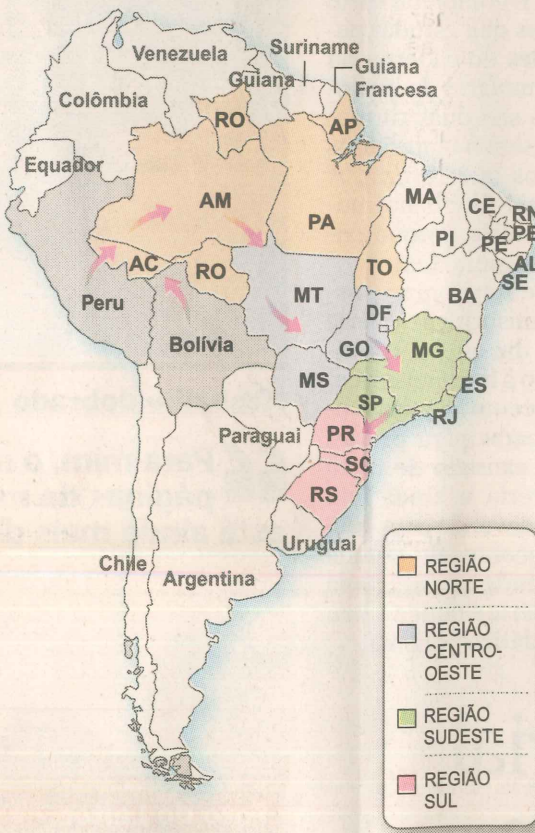 Suriname
Venezuela
Guiana
Guiana
Francesa
Colômbia
RO
AP
Equador
AM
PA
MA
CE
RN
PI
PE
PE
AL
SE
AC
RO
TO
BA
Peru
MT
DF
Bolívia
GO
MG
MS
ES
SP
RJ
Paraguai
PR
SC
RS
Uruguai
Chile
Argentina
REGIÃO
NORTE
REGIÃO
CENTRO-
OESTE
REGIÃO
SUDESTE
REGIÃO
SUL